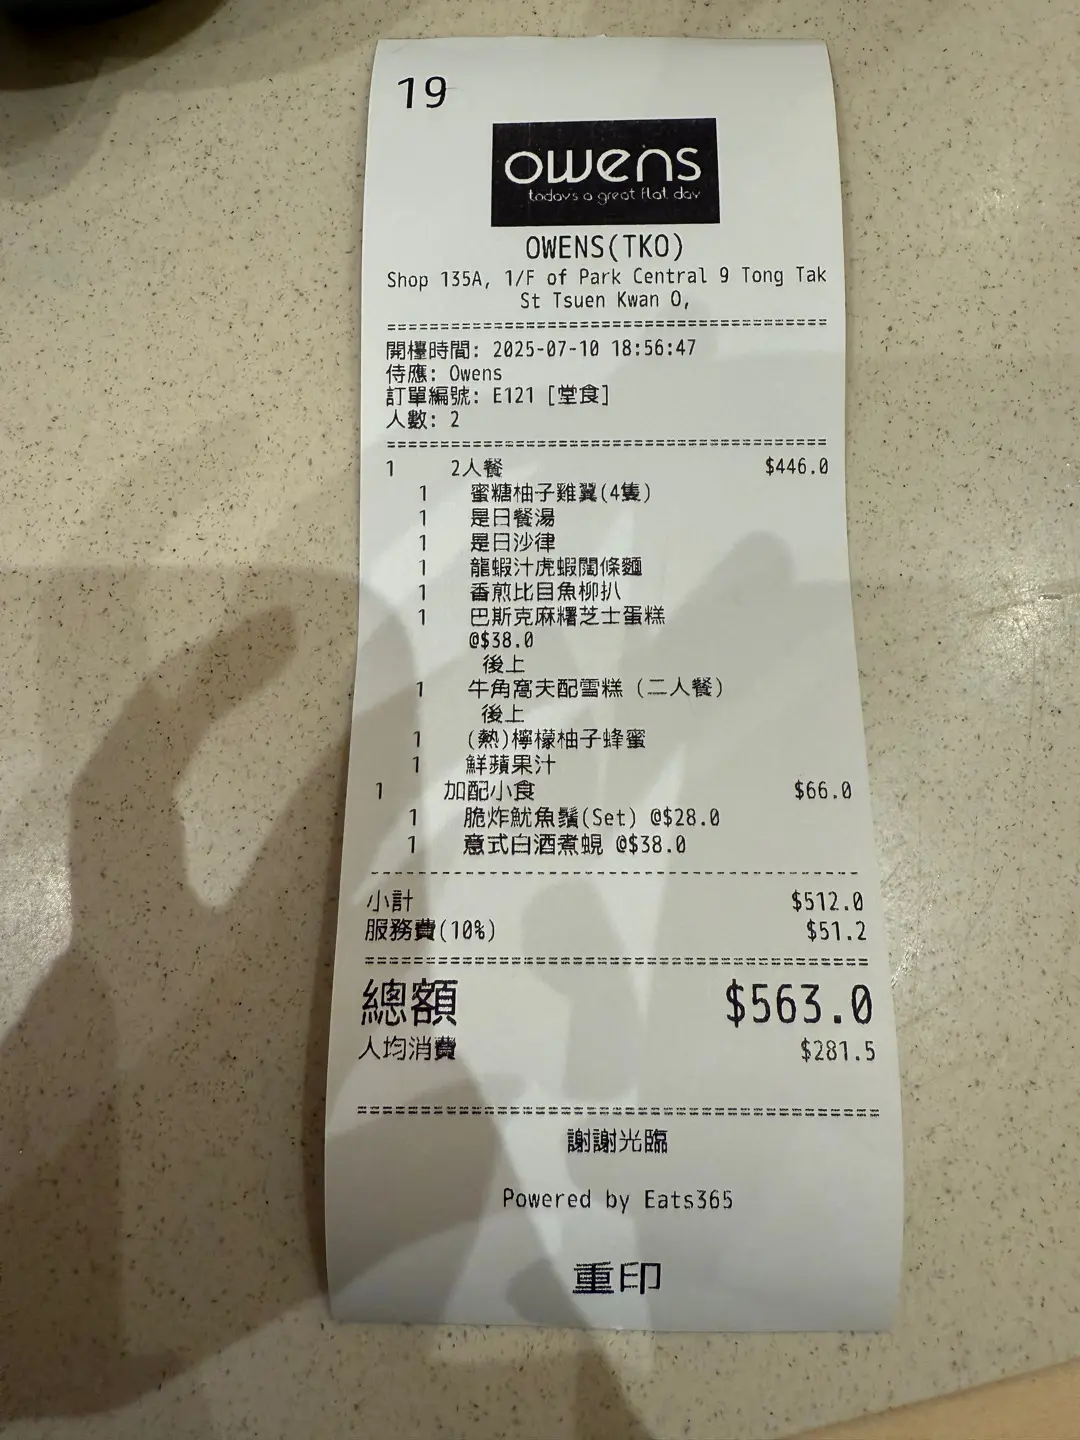 19
owens
today's a great flat day
OWENS(TKO)
Shop 135A, 1/F of Park Central 9 Tong Tak
St Tsuen Kwan O,
開檯時間: 2025-07-10 18:56:47
侍應: Owens
訂單編號: E121 [堂食]
人數: 2
1 2人餐 $446.0
1 蜜糖柚子雞翼(4隻)
1 是日餐湯
1 是日沙律
1 龍蝦汁虎蝦闊條麵
1 香煎比目魚柳扒
1 巴斯克麻糬芝士蛋糕
@$38.0
後上
1 牛角窩夫配雪糕 (二人餐)
後上
1 (熱)檸檬柚子蜂蜜
1 鮮蘋果汁
1 加配小食 $66.0
1 脆炸魷魚鬚(Set) @$28.0
1 意式白酒煮蜆 @$38.0
小計 $512.0
服務費(10%) $51.2
總額 $563.0
人均消費 $281.5
謝謝光臨
Powered by Eats365
重印